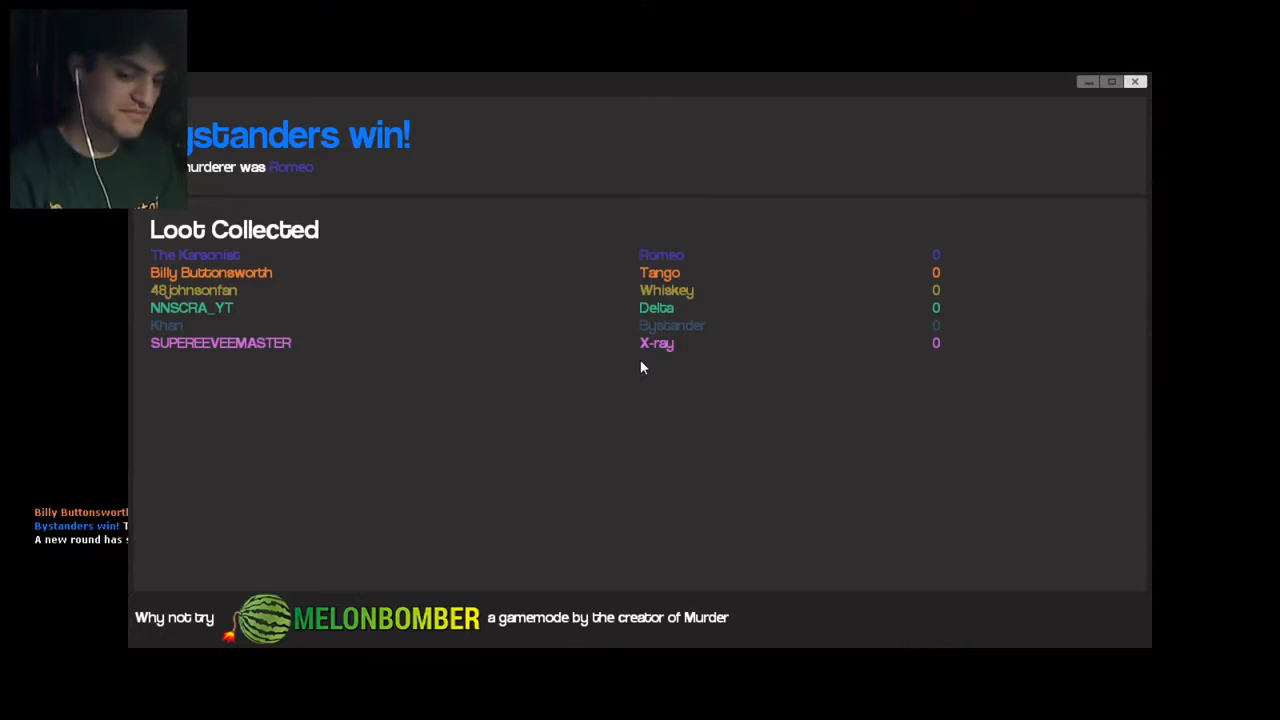 ystanders win!
urderer was Romeo
Loot Collected
The Karsonist Romeo 0
Billy Buttonsworth Tango 0
48johnsonfan Whiskey 0
NNSCRA_YT Delta 0
Khan Bystander 0
SUPEREEVEEMASTER X-ray 0
Billy Buttonswort
Bystanders win! T
A new round has s
Why not try MELONBOMBER a gamemode by the creator of Murder